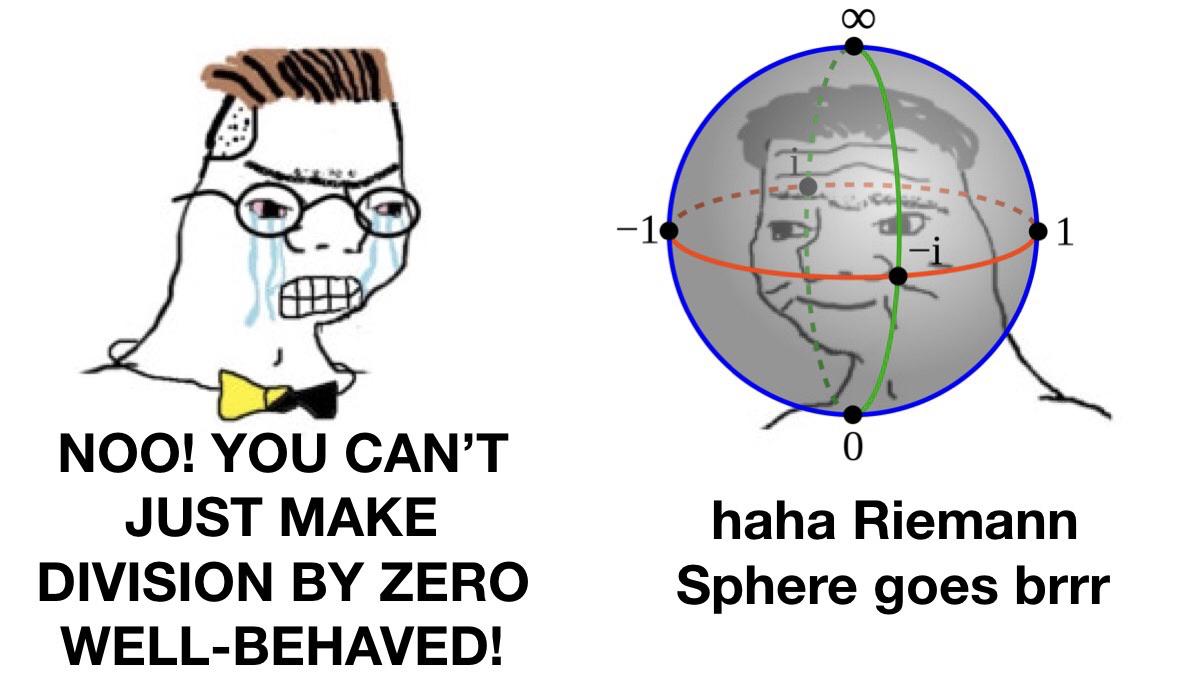 NOO! YOU CAN’T
JUST MAKE
DIVISION BY ZERO
WELL-BEHAVED!
∞
i
−1
1
−i
0
haha Riemann
Sphere goes brrr